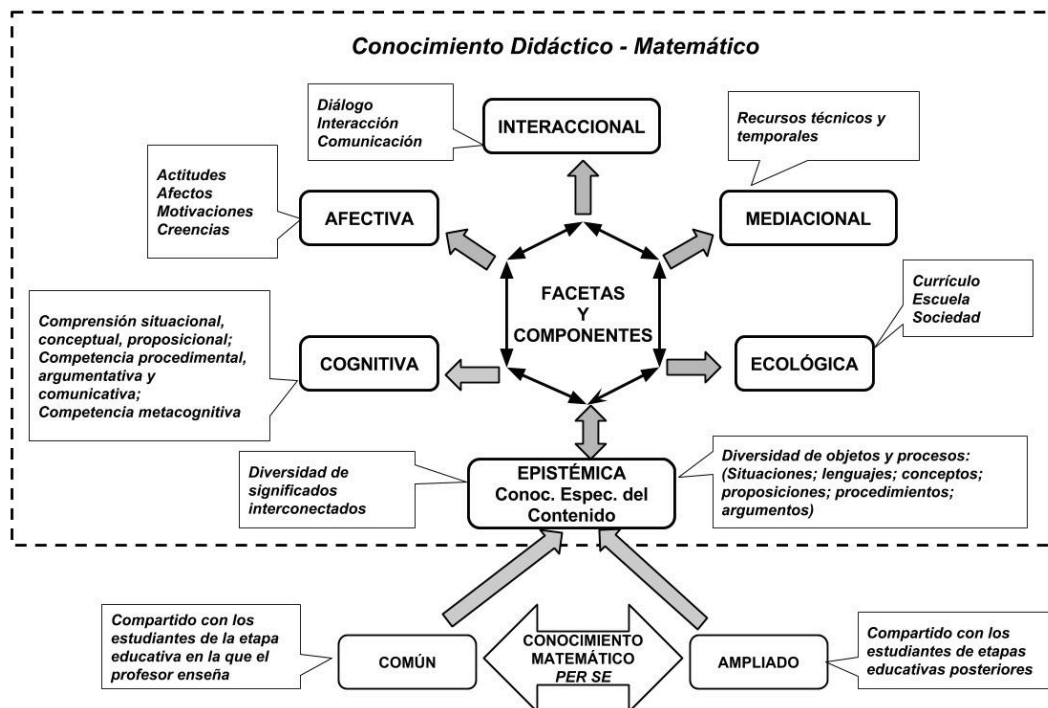 Conocimiento Didáctico - Matemático
Diálogo
Interacción
Comunicación
INTERACCIONAL
Recursos técnicos y
temporales
Actitudes
Afectos
Motivaciones
Creencias
AFECTIVA
MEDIACIONAL
FACETAS
Y
COMPONENTES
Currículo
Escuela
Sociedad
Comprensión situacional,
conceptual, proposicional;
Competencia procedimental,
argumentativa y
comunicativa;
Competencia metacognitiva
COGNITIVA
ECOLÓGICA
Diversidad de
significados
interconectados
EPISTÉMICA
Conoc. Espec. del
Contenido
Diversidad de objetos y procesos:
(Situaciones; lenguajes; conceptos;
proposiciones; procedimientos;
argumentos)
Compartido con los
estudiantes de la etapa
educativa en la que el
profesor enseña
COMÚN
CONOCIMIENTO
MATEMÁTICO
PER SE
AMPLIADO
Compartido con los
estudiantes de etapas
educativas posteriores